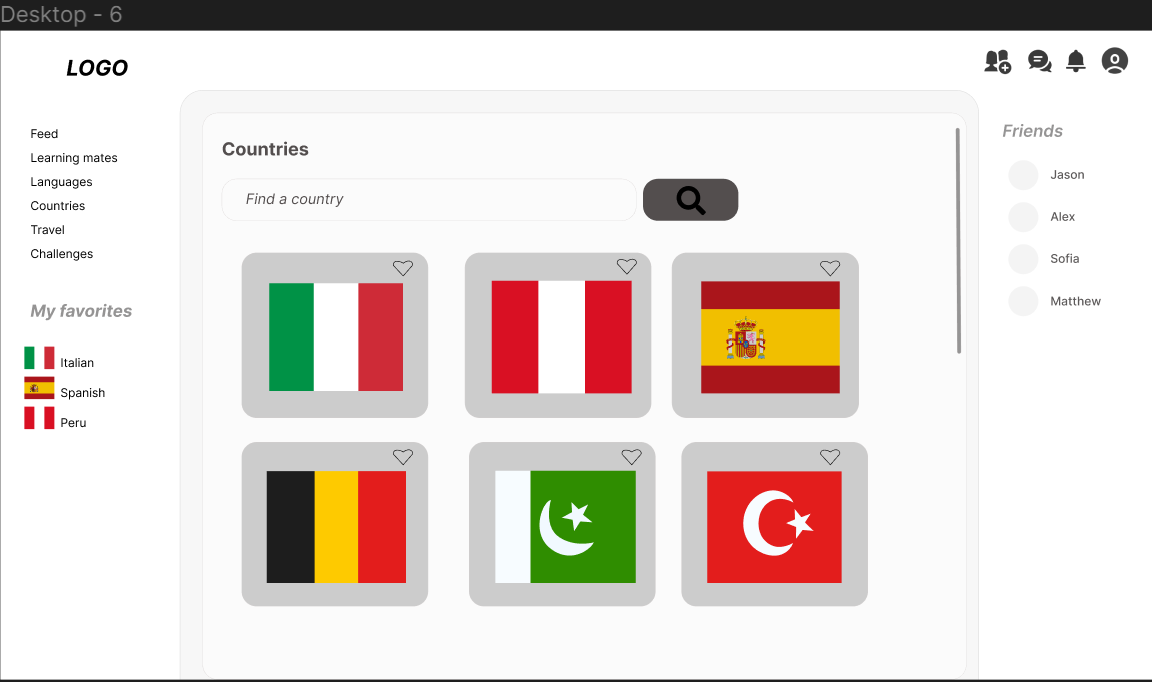 Desktop - 6
LOGO
Feed
Learning mates
Languages
Countries
Travel
Challenges
My favorites
Italian
Spanish
Peru
Countries
Find a country
Friends
Jason
Alex
Sofia
Matthew